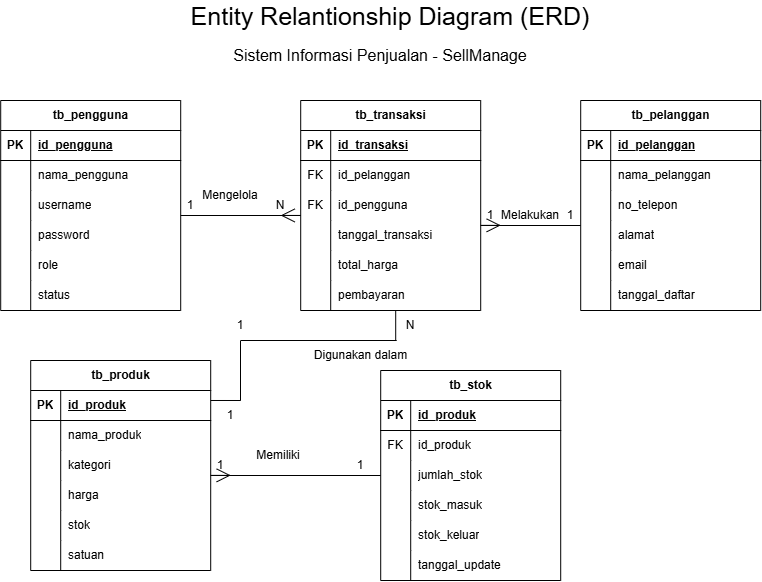 Entity Relantionship Diagram (ERD)
Sistem Informasi Penjualan - SellManage
tb_pengguna
PK id_pengguna
nama_pengguna
username
password
role
status
1 Mengelola N
tb_transaksi
PK id_transaksi
FK id_pelanggan
FK id_pengguna
tanggal_transaksi
total_harga
pembayaran
1 Melakukan 1
tb_pelanggan
PK id_pelanggan
nama_pelanggan
no_telepon
alamat
email
tanggal_daftar
1
N
Digunakan dalam
1
tb_produk
PK id_produk
nama_produk
kategori
harga
stok
satuan
1 Memiliki 1
tb_stok
PK id_produk
FK id_produk
jumlah_stok
stok_masuk
stok_keluar
tanggal_update